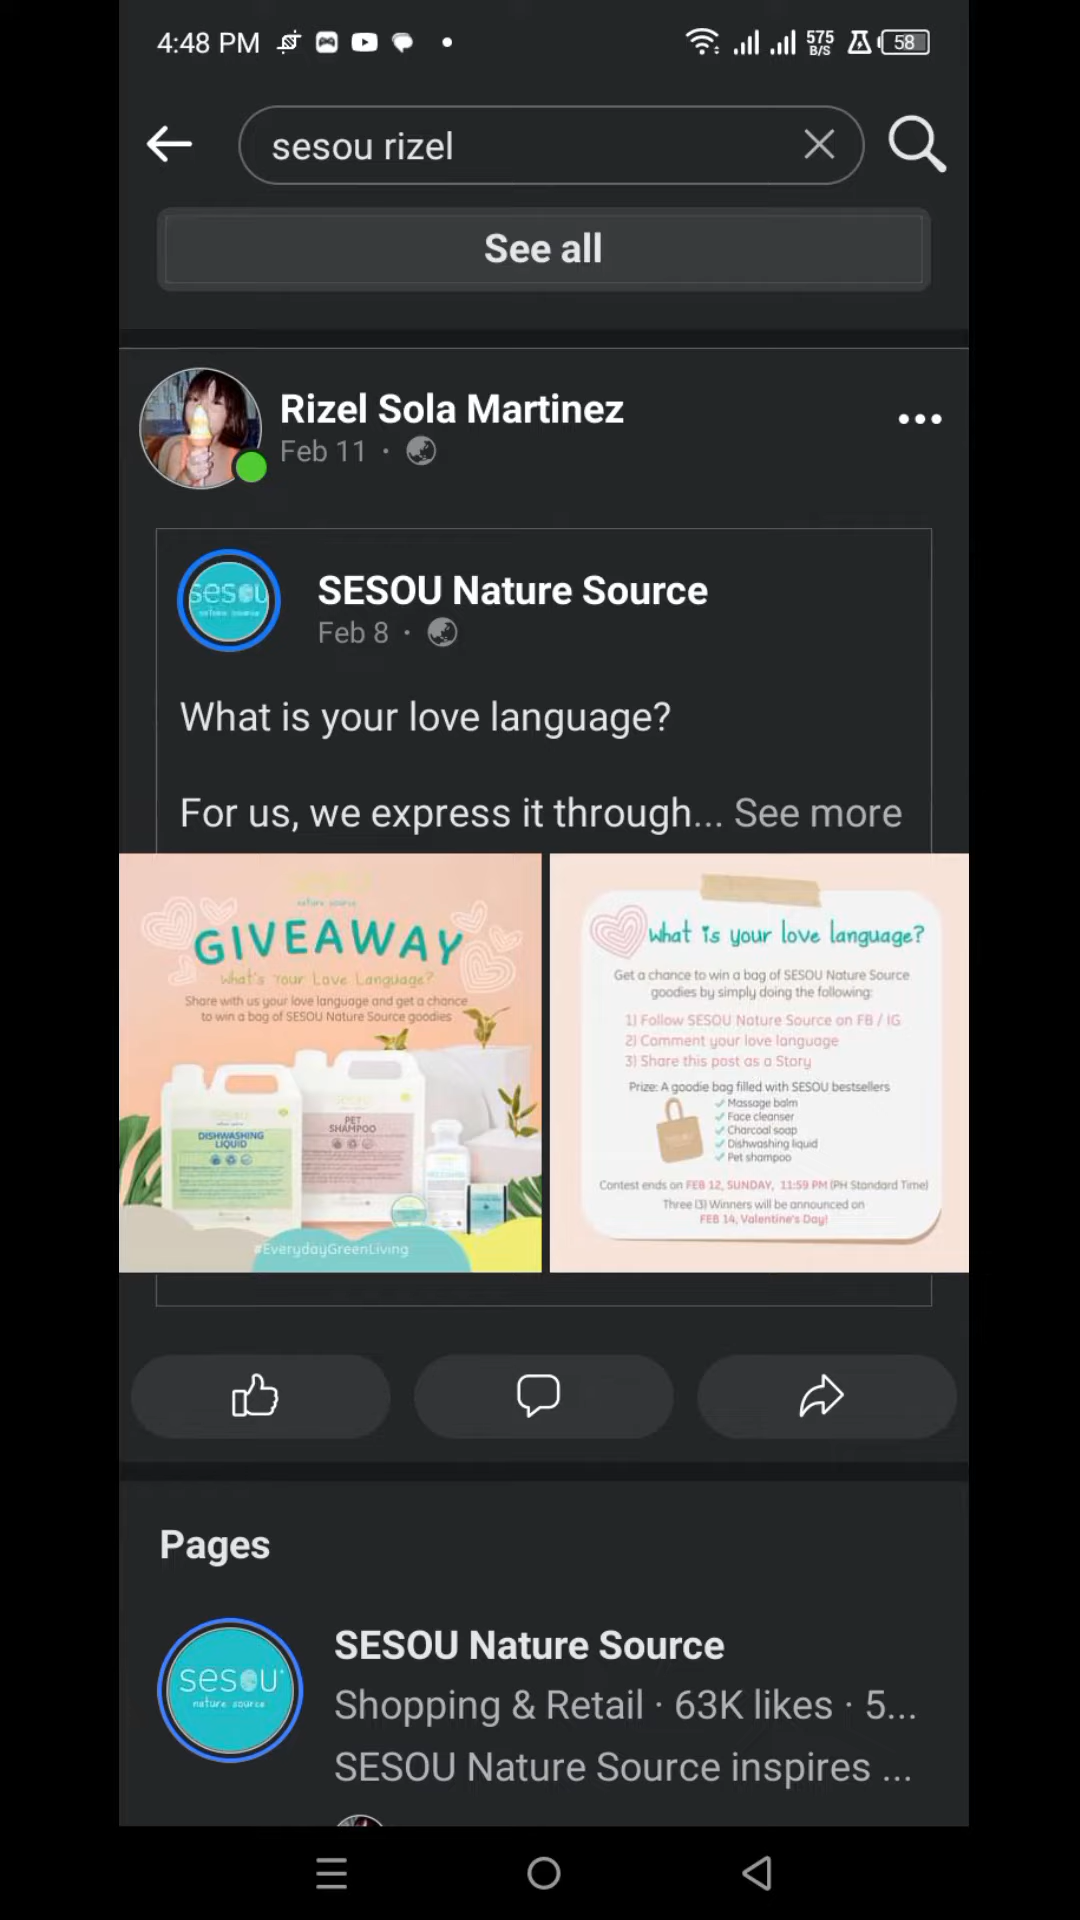 4:48 PM
575
B/S
58
sesou rizel
See all
Rizel Sola Martinez
Feb 11 ·
sesou
nature source
SESOU Nature Source
Feb 8 ·
What is your love language?
For us, we express it through... See more
sesou
nature source
GIVEAWAY
What's Your Love Language?
Share with us your love language and get a chance
to win a bag of SESOU Nature Source goodies
DISHWASHING
LIQUID
PET
SHAMPOO
#EverydayGreenLiving
What is your love language?
Get a chance to win a bag of SESOU Nature Source
goodies by simply doing the following:
1) Follow SESOU Nature Source on FB / IG
2) Comment your love language
3) Share this post as a Story
Prize: A goodie bag filled with SESOU bestsellers
✓ Massage balm
✓ Face cleanser
✓ Charcoal soap
✓ Dishwashing liquid
✓ Pet shampoo
Contest ends on FEB 12, SUNDAY, 11:59 PM (PH Standard Time)
Three (3) Winners will be announced on
FEB 14, Valentine's Day!
Pages
sesou
nature source
SESOU Nature Source
Shopping & Retail · 63K likes · 5...
SESOU Nature Source inspires ...